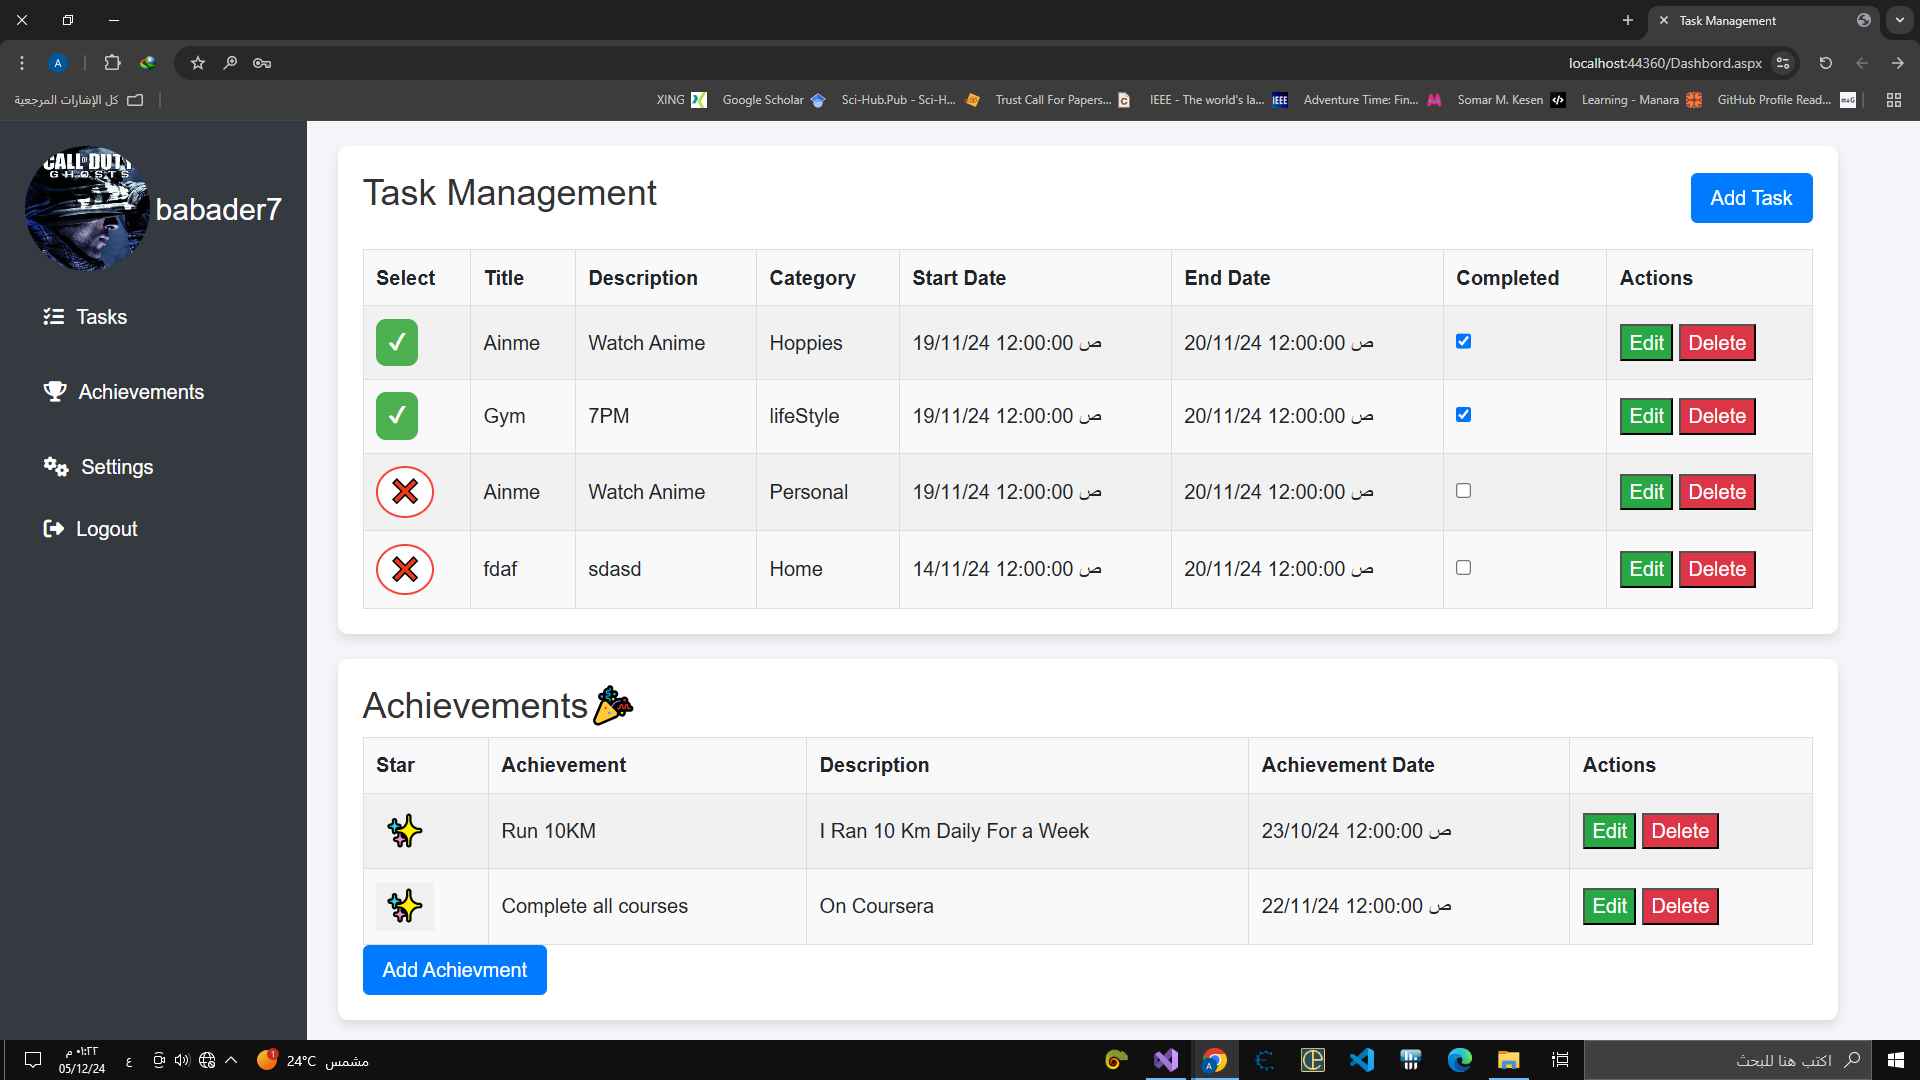 Task Management
localhost:44360/Dashbord.aspx
A
كل الإشارات المرجعية
XING
Google Scholar
Sci-Hub.Pub - Sci-H...
Trust Call For Papers...
IEEE - The world's la...
IEEE
Adventure Time: Fin...
Somar M. Kesen
Learning - Manara
GitHub Profile Read...
CALL OF DUTY
GHOSTS
babader7
Tasks
Achievements
Settings
Logout
Task Management
Add Task
Select Title Description Category Start Date End Date Completed Actions
Ainme Watch Anime Hoppies 19/11/24 12:00:00 ص 20/11/24 12:00:00 ص Edit Delete
Gym 7PM lifeStyle 19/11/24 12:00:00 ص 20/11/24 12:00:00 ص Edit Delete
Ainme Watch Anime Personal 19/11/24 12:00:00 ص 20/11/24 12:00:00 ص Edit Delete
fdaf sdasd Home 14/11/24 12:00:00 ص 20/11/24 12:00:00 ص Edit Delete
Achievements
Star Achievement Description Achievement Date Actions
Run 10KM I Ran 10 Km Daily For a Week 23/10/24 12:00:00 ص Edit Delete
Complete all courses On Coursera 22/11/24 12:00:00 ص Edit Delete
Add Achievment
٠١:٢٢ م
05/12/24
ع
1
24°C مشمس
اكتب هنا للبحث